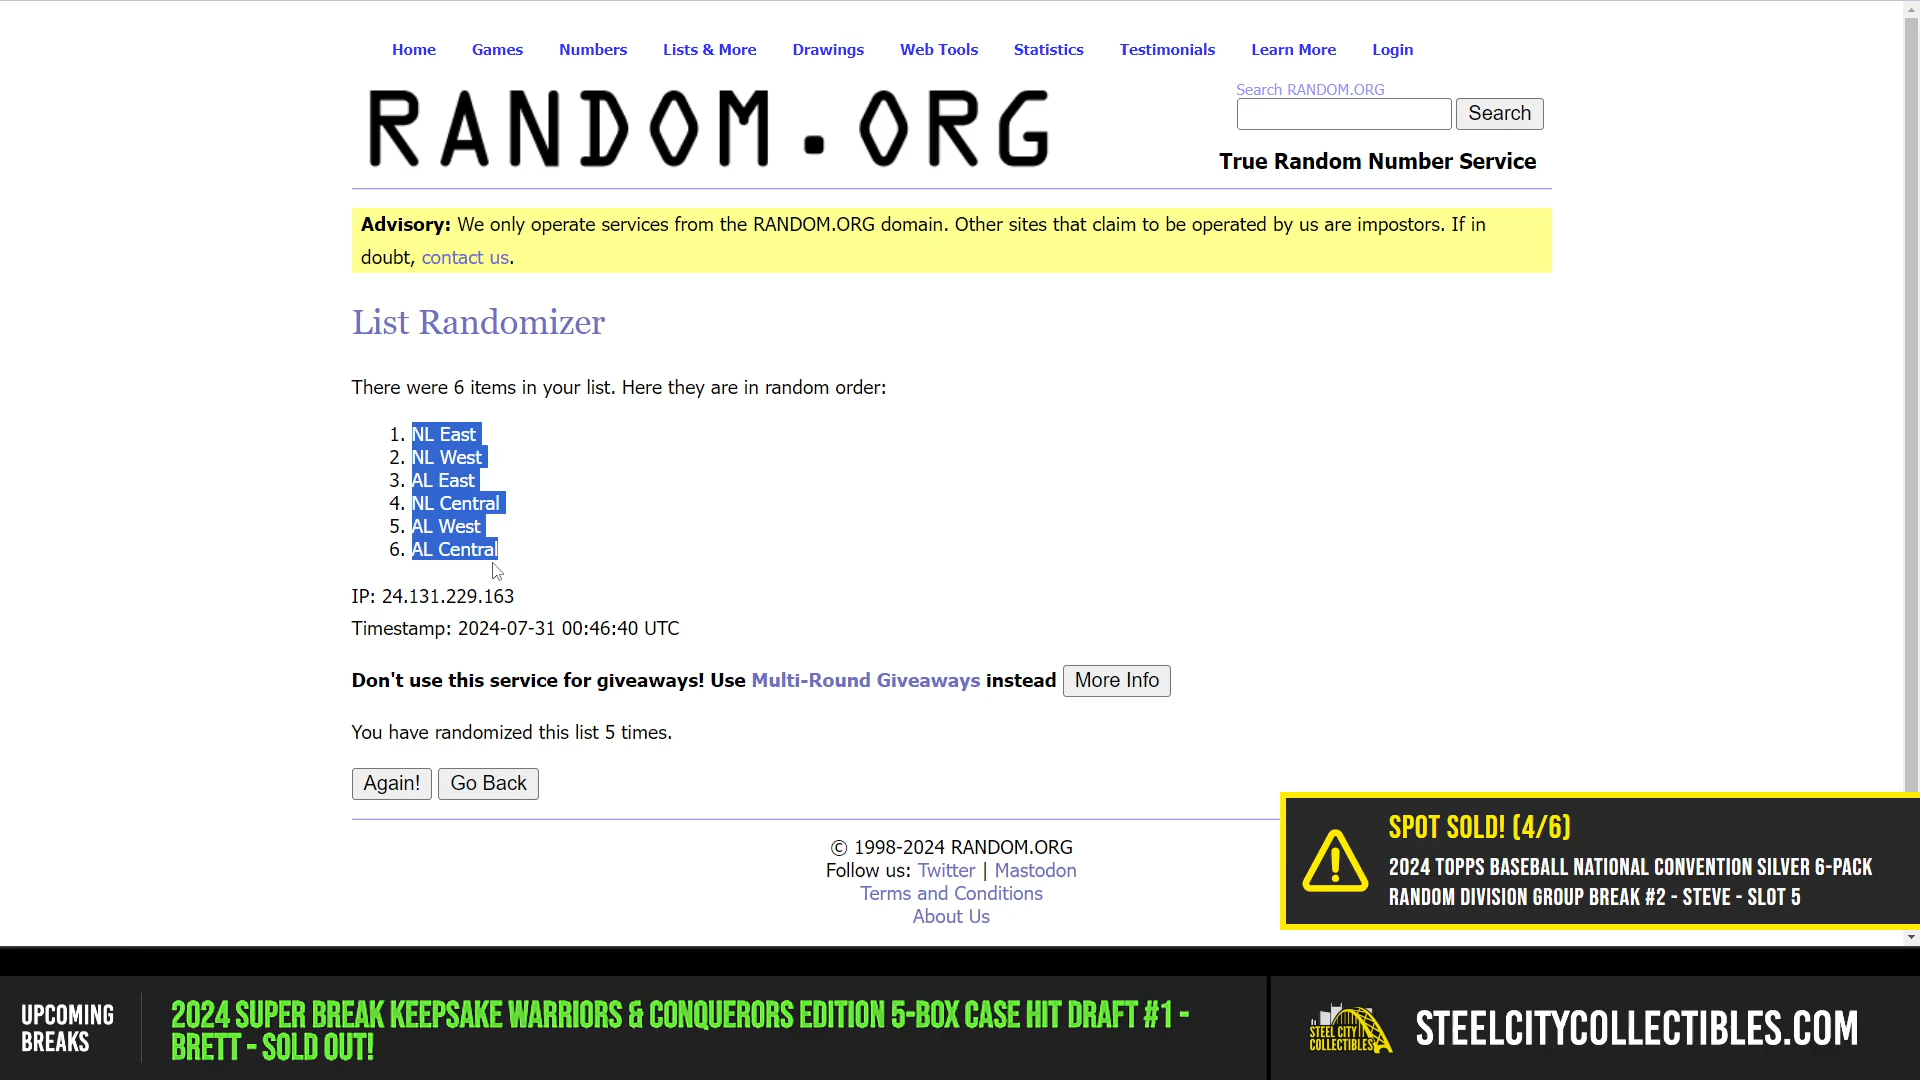 Home Games Numbers Lists & More Drawings Web Tools Statistics Testimonials Learn More Login
RANDOM.ORG
Search RANDOM.ORG
Search
True Random Number Service
Advisory: We only operate services from the RANDOM.ORG domain. Other sites that claim to be operated by us are impostors. If in
doubt, contact us.
List Randomizer
There were 6 items in your list. Here they are in random order:
1. NL East
2. NL West
3. AL East
4. NL Central
5. AL West
6. AL Central
IP: 24.131.229.163
Timestamp: 2024-07-31 00:46:40 UTC
Don't use this service for giveaways! Use Multi-Round Giveaways instead More Info
You have randomized this list 5 times.
Again! Go Back
© 1998-2024 RANDOM.ORG
Follow us: Twitter | Mastodon
Terms and Conditions
About Us
SPOT SOLD! (4/6)
2024 TOPPS BASEBALL NATIONAL CONVENTION SILVER 6-PACK
RANDOM DIVISION GROUP BREAK #2 - STEVE - SLOT 5
UPCOMING
BREAKS
2024 SUPER BREAK KEEPSAKE WARRIORS & CONQUERORS EDITION 5-BOX CASE HIT DRAFT #1 -
BRETT - SOLD OUT!
STEEL CITY
COLLECTIBLES
STEELCITYCOLLECTIBLES.COM